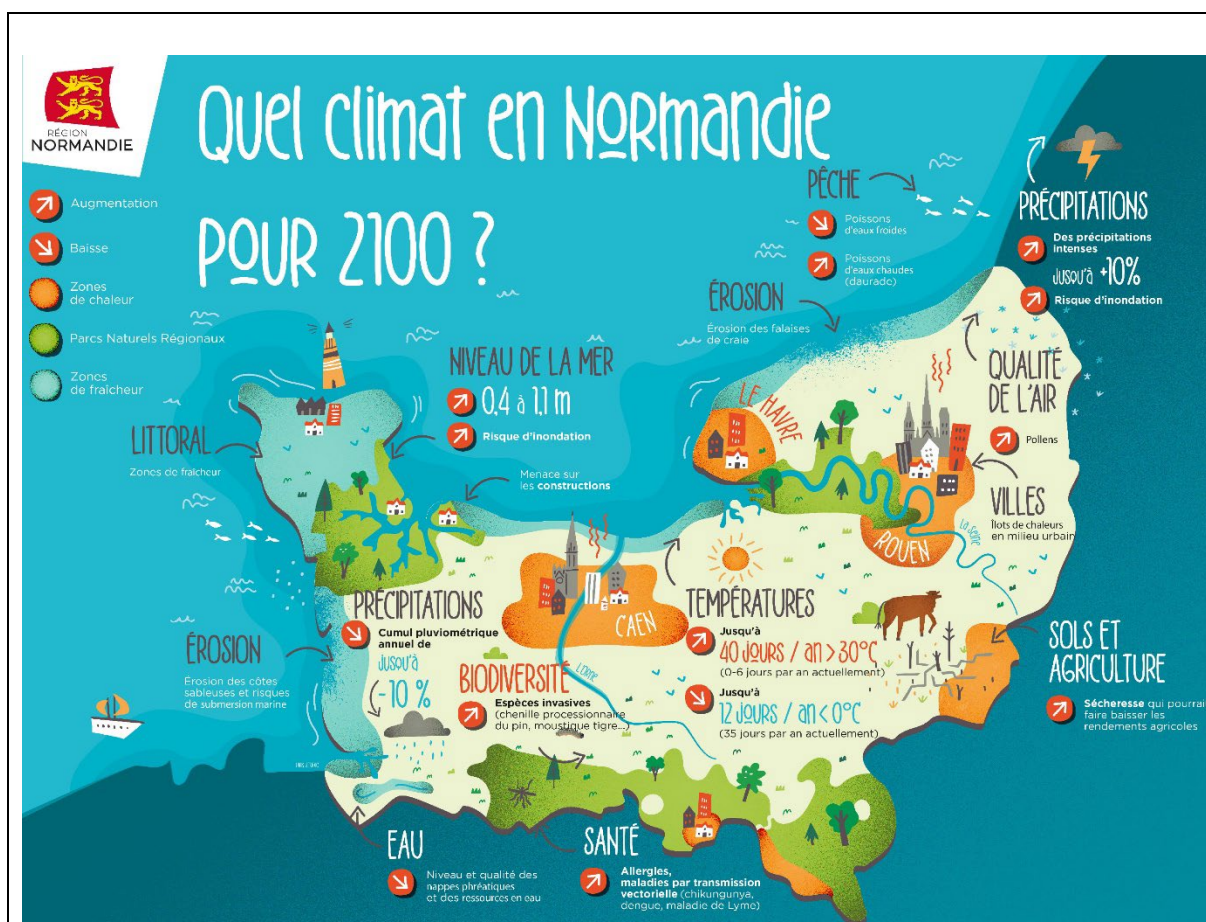 RÉGION
NORMANDIE
Quel climat en Normandie
pour 2100 ?
Augmentation
Baisse
Zones
de chaleur
Parcs Naturels Régionaux
Zones
de fraîcheur
PÊCHE
Poissons
d'eaux froides
Poissons
d'eaux chaudes
(daurade)
PRÉCIPITATIONS
Des précipitations
intenses
jusqu'à +10%
Risque d'inondation
ÉROSION
Érosion des falaises
de craie
NIVEAU DE LA MER
0,4 à 1,1 m
Risque d'inondation
Menace sur
les constructions
LITTORAL
Zones de fraîcheur
LE HAVRE
QUALITÉ
DE L'AIR
Pollens
VILLES
Îlots de chaleurs
en milieu urbain
ROUEN
La Seine
PRÉCIPITATIONS
Cumul pluviométrique
annuel de
jusqu'à
-10 %
CAEN
L'Orne
TEMPÉRATURES
Jusqu'à
40 jours / an > 30°C
(0-6 jours par an actuellement)
Jusqu'à
12 jours / an < 0°C
(35 jours par an actuellement)
ÉROSION
Érosion des côtes
sableuses et risques
de submersion marine
BIODIVERSITÉ
Espèces invasives
(chenille processionnaire
du pin, moustique tigre...)
SOLS ET
AGRICULTURE
Sécheresse qui pourrait
faire baisser les
rendements agricoles
EAU
Niveau et qualité des
nappes phréatiques
et des ressources en eau
SANTÉ
Allergies,
maladies par transmission
vectorielle (chikungunya,
dengue, maladie de Lyme)